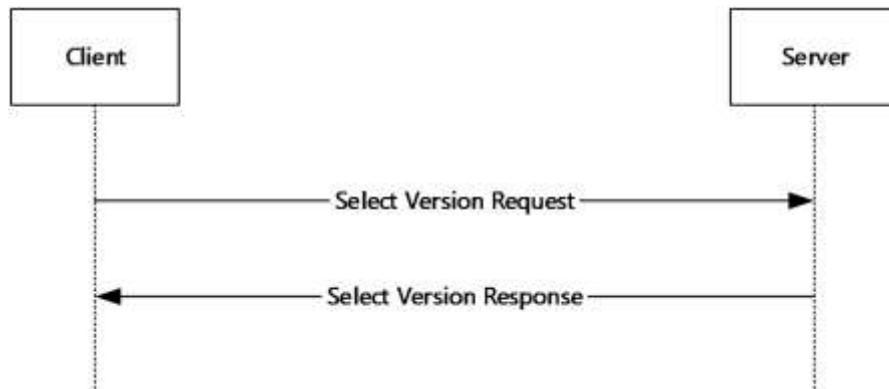 Client
Server
Select Version Request
Select Version Response